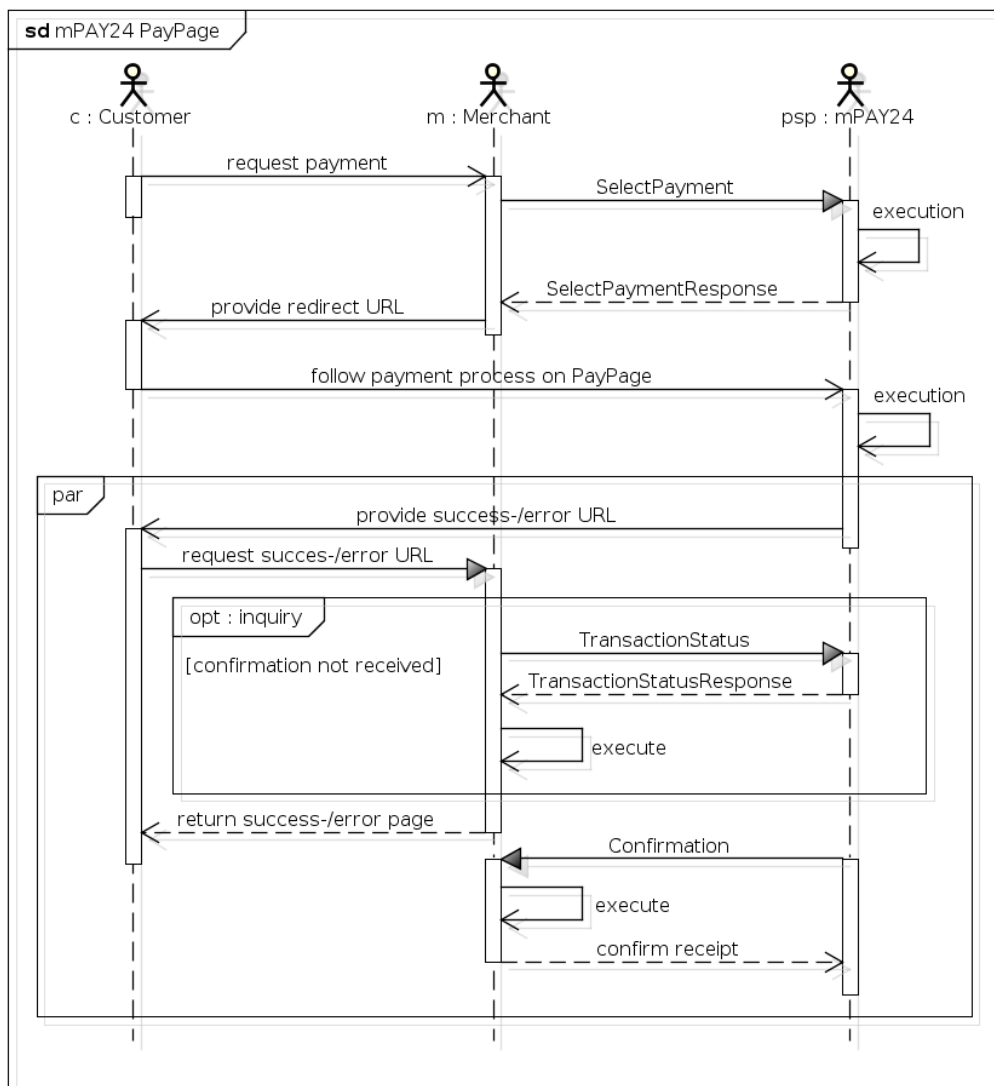 sd mPAY24 PayPage
c : Customer
m : Merchant
psp : mPAY24
request payment
SelectPayment
execution
SelectPaymentResponse
provide redirect URL
follow payment process on PayPage
execution
par
provide success-/error URL
request succes-/error URL
opt : inquiry
TransactionStatus
[confirmation not received]
TransactionStatusResponse
execute
return success-/error page
Confirmation
execute
confirm receipt